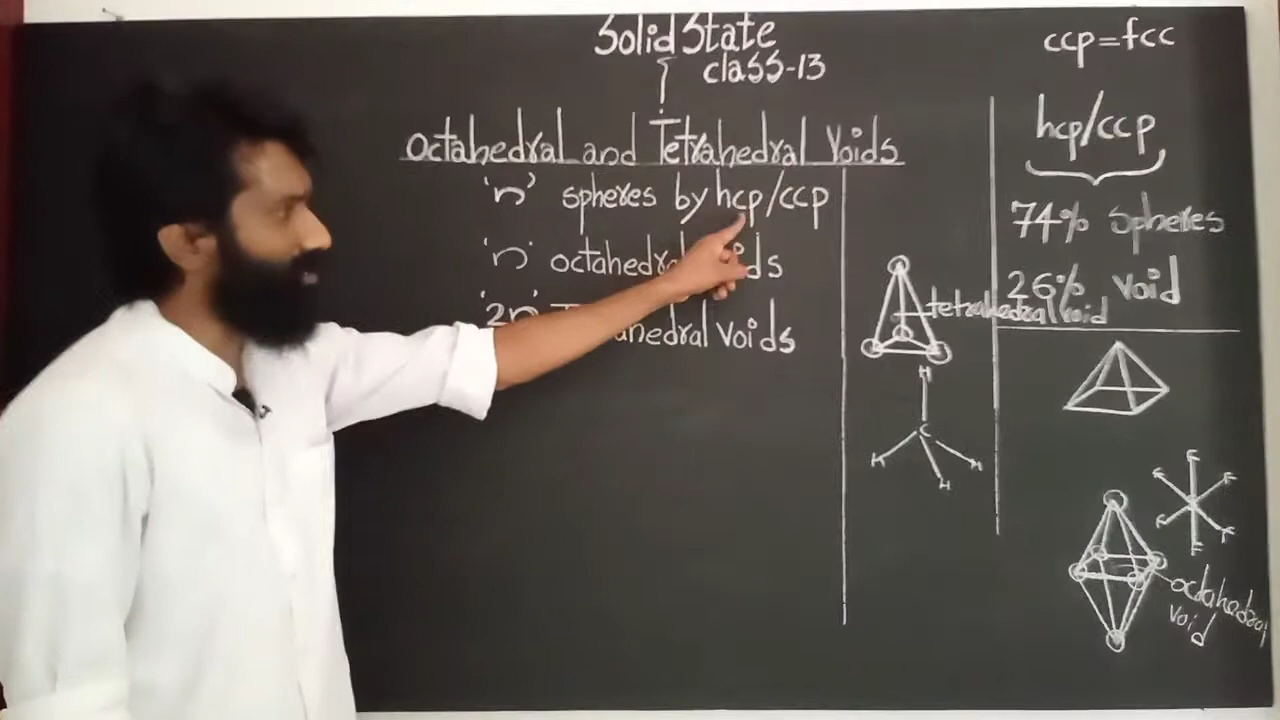 Solid State
class-13
octahedral and Tetrahedral Voids
'n' spheres by hcp/ccp
'n' octahedral voids
'2n' Tetrahedral voids
tetrahedral void
H
C
H
H
H
ccp=fcc
hcp/ccp
74% spheres
26% void
F
F
F
F
F
F
octahedral
void